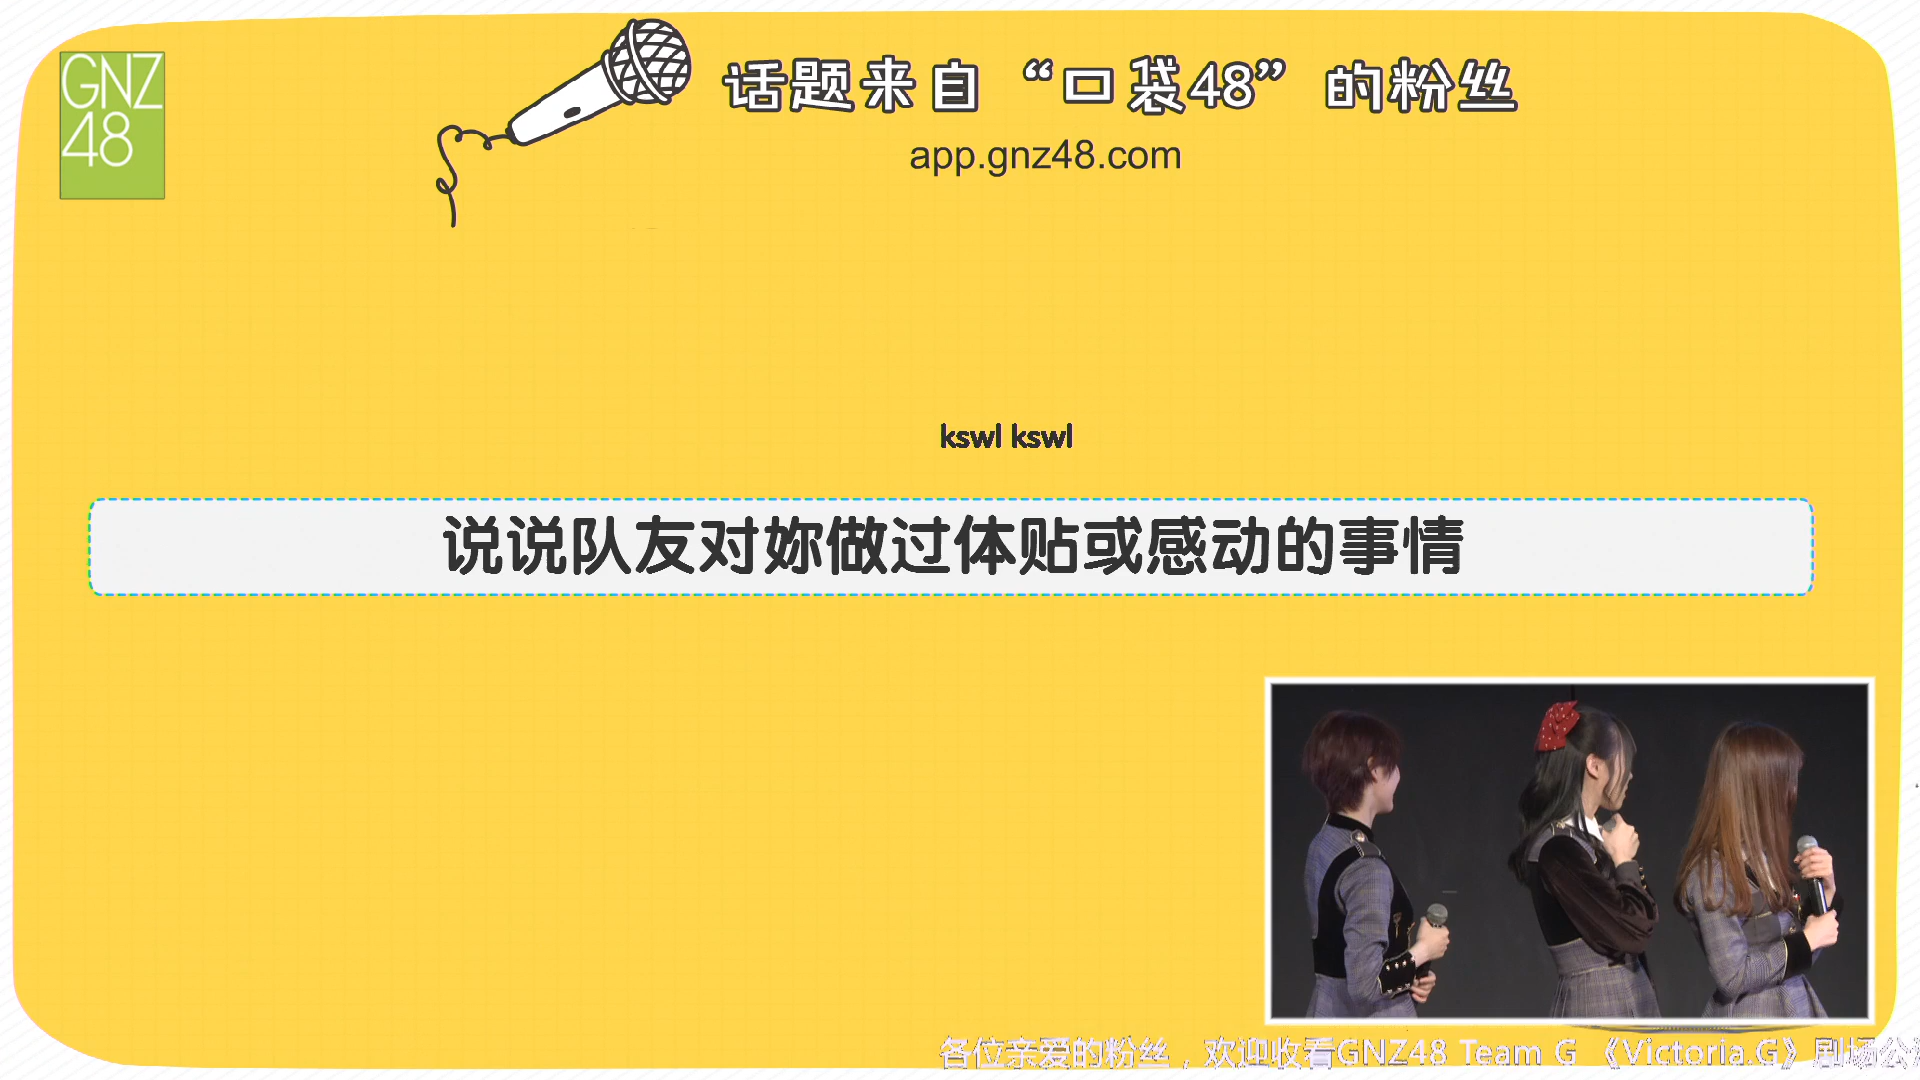 GNZ
48
话题来自“口袋48”的粉丝
app.gnz48.com
kswl kswl
说说队友对妳做过体贴或感动的事情
各位亲爱的粉丝，欢迎收看GNZ48 Team G 《Victoria.G》剧场公